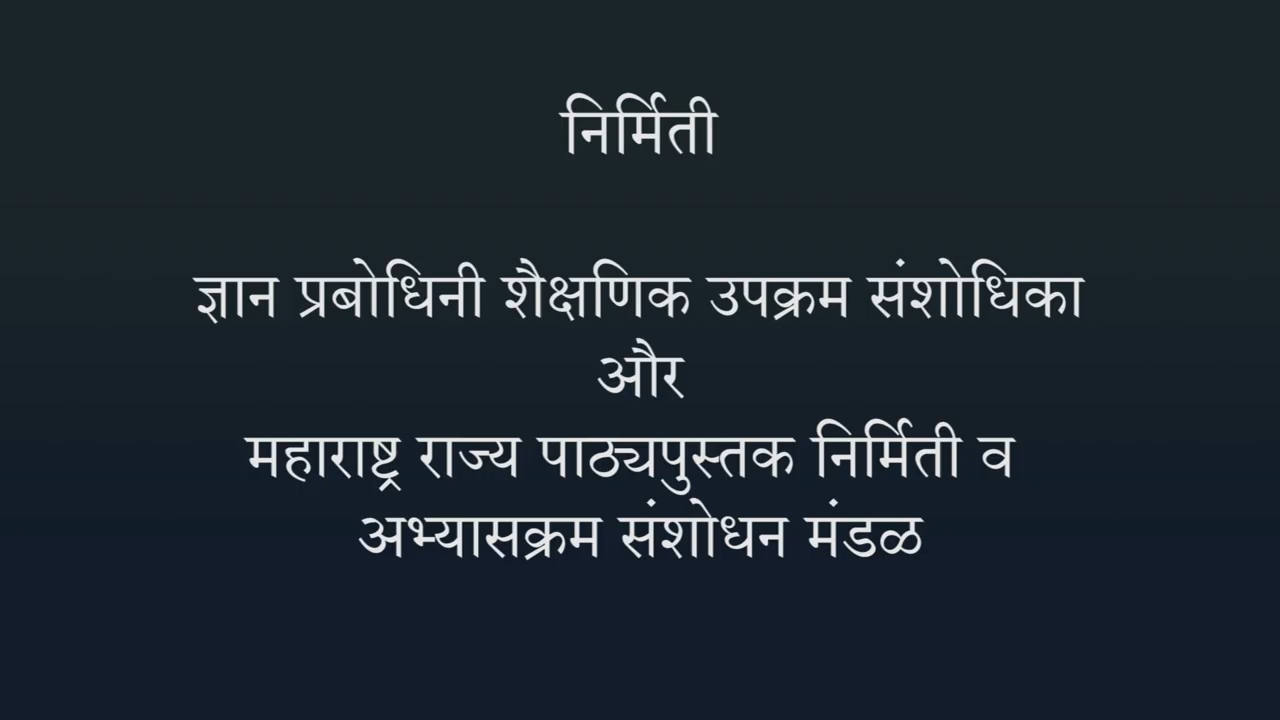 निर्मिती
ज्ञान प्रबोधिनी शैक्षणिक उपक्रम संशोधिका
और
महाराष्ट्र राज्य पाठ्यपुस्तक निर्मिती व
अभ्यासक्रम संशोधन मंडळ